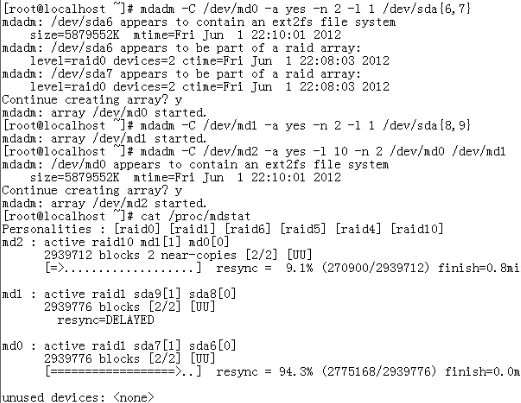 [root@localhost ~]# mdadm -C /dev/md0 -a yes -n 2 -l 1 /dev/sda{6,7}
mdadm: /dev/sda6 appears to contain an ext2fs file system
    size=5879552K  mtime=Fri Jun  1 22:10:01 2012
mdadm: /dev/sda6 appears to be part of a raid array:
    level=raid0 devices=2 ctime=Fri Jun  1 22:08:03 2012
mdadm: /dev/sda7 appears to be part of a raid array:
    level=raid0 devices=2 ctime=Fri Jun  1 22:08:03 2012
Continue creating array? y
mdadm: array /dev/md0 started.
[root@localhost ~]# mdadm -C /dev/md1 -a yes -n 2 -l 1 /dev/sda{8,9}
mdadm: array /dev/md1 started.
[root@localhost ~]# mdadm -C /dev/md2 -a yes -l 10 -n 2 /dev/md0 /dev/md1
mdadm: /dev/md0 appears to contain an ext2fs file system
    size=5879552K  mtime=Fri Jun  1 22:10:01 2012
Continue creating array? y
mdadm: array /dev/md2 started.
[root@localhost ~]# cat /proc/mdstat
Personalities : [raid0] [raid1] [raid6] [raid5] [raid4] [raid10]
md2 : active raid10 md1[1] md0[0]
      2939712 blocks 2 near-copies [2/2] [UU]
      [=>...................]  resync =  9.1% (270900/2939712) finish=0.8mi
md1 : active raid1 sda9[1] sda8[0]
      2939776 blocks [2/2] [UU]
        resync=DELAYED
md0 : active raid1 sda7[1] sda6[0]
      2939776 blocks [2/2] [UU]
      [==================>..]  resync = 94.3% (2775168/2939776) finish=0.0m
unused devices: <none>